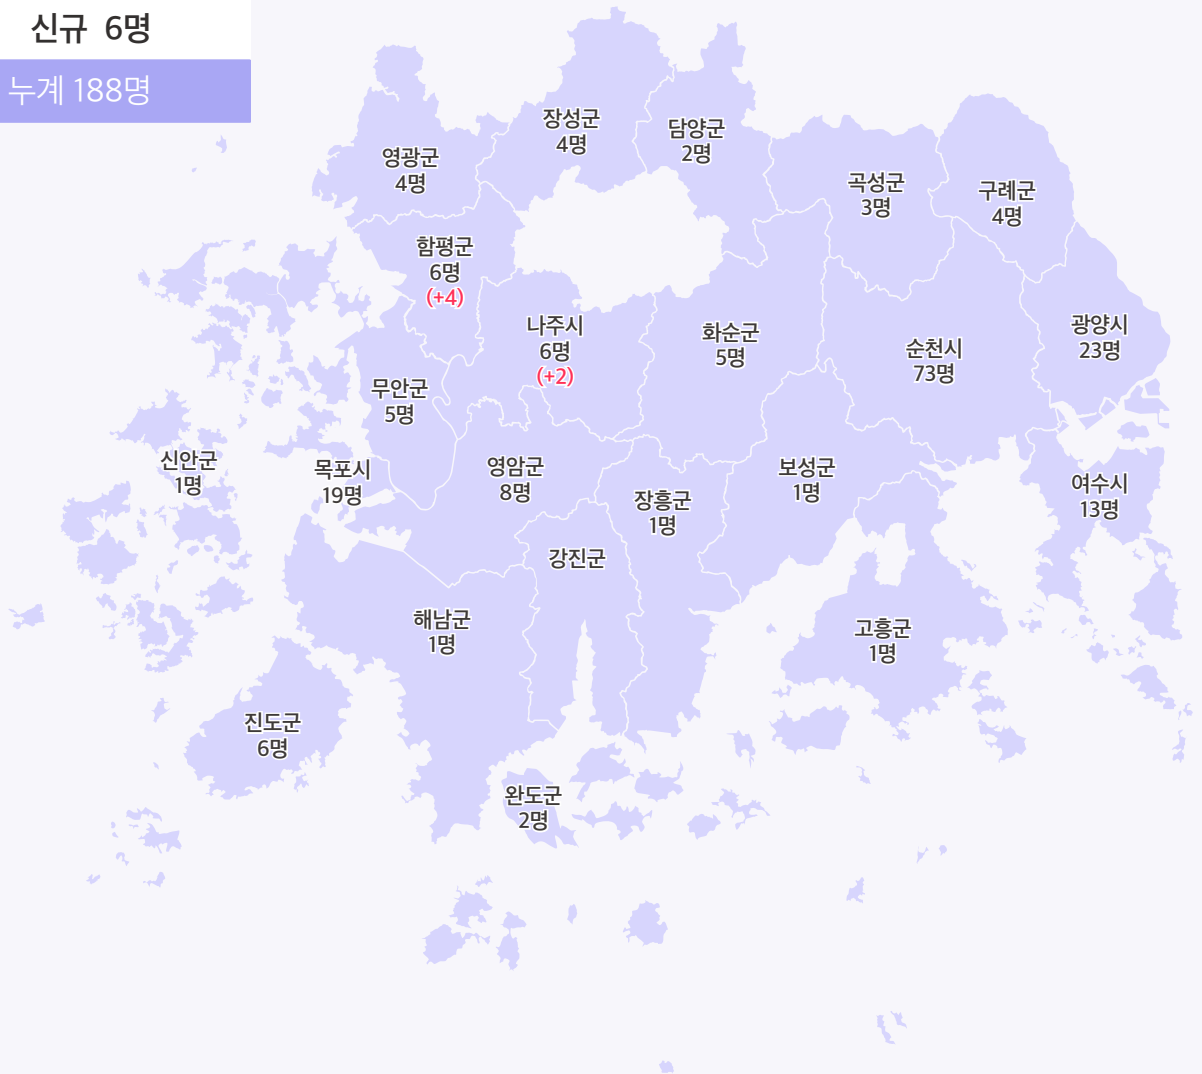 신규 6명
누계 188명
장성군
4명
담양군
2명
영광군
4명
곡성군
3명
구례군
4명
함평군
6명
(+4)
나주시
6명
(+2)
화순군
5명
순천시
73명
광양시
23명
무안군
5명
신안군
1명
목포시
19명
영암군
8명
장흥군
1명
보성군
1명
여수시
13명
강진군
해남군
1명
고흥군
1명
진도군
6명
완도군
2명